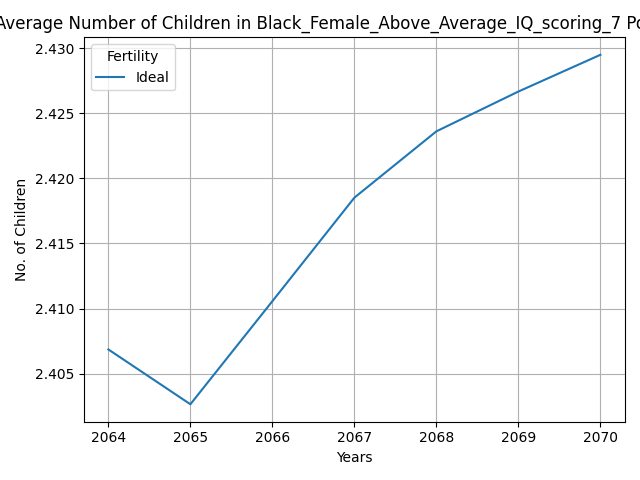 Average Number of Children in Black_Female_Above_Average_IQ_scoring_7 Po
Fertility
Ideal
2.430
2.425
2.420
2.415
2.410
2.405
No. of Children
2064 2065 2066 2067 2068 2069 2070
Years